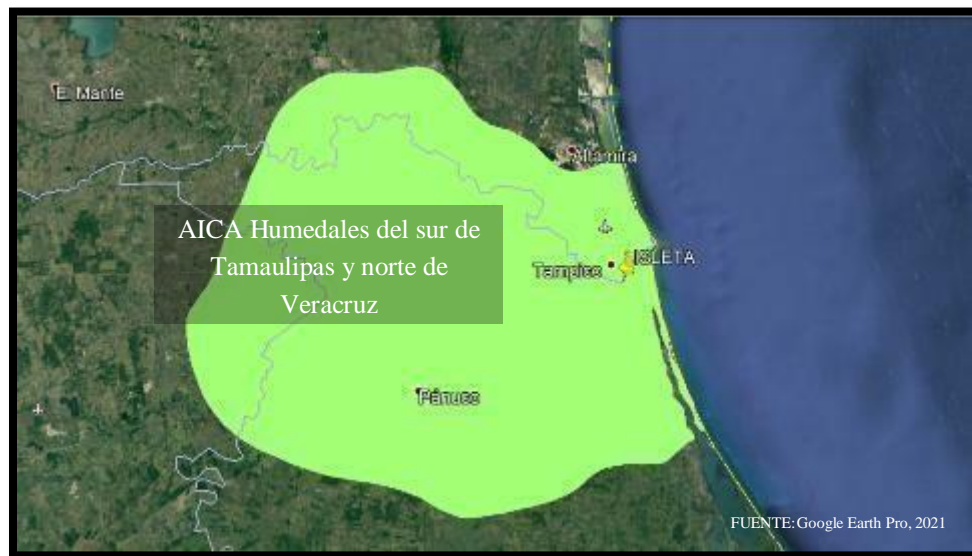 E. Mante
Altamira
AICA Humedales del sur de
Tamaulipas y norte de
Veracruz
ISLETA
Tampico
Pánuco
FUENTE:Google Earth Pro, 2021